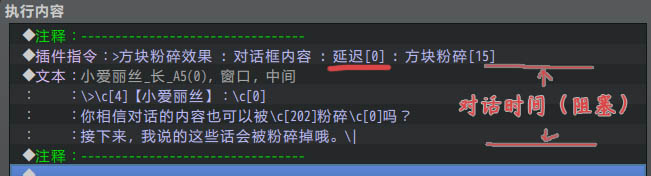 执行内容
◆注释：-------------------------------
◆插件指令:>方块粉碎效果 : 对话框内容 : 延迟[0] : 方块粉碎[15]
◆文本：小爱丽丝_长_A5(0), 窗口, 中间
： ：\>\c[4]【小爱丽丝】:\c[0]
： ：你相信对话的内容也可以被\c[202]粉碎\c[0]吗？
： ：接下来，我说的这些话会被粉碎掉哦。\|
◆注释：-------------------------------
◆
对话时间（阻塞）